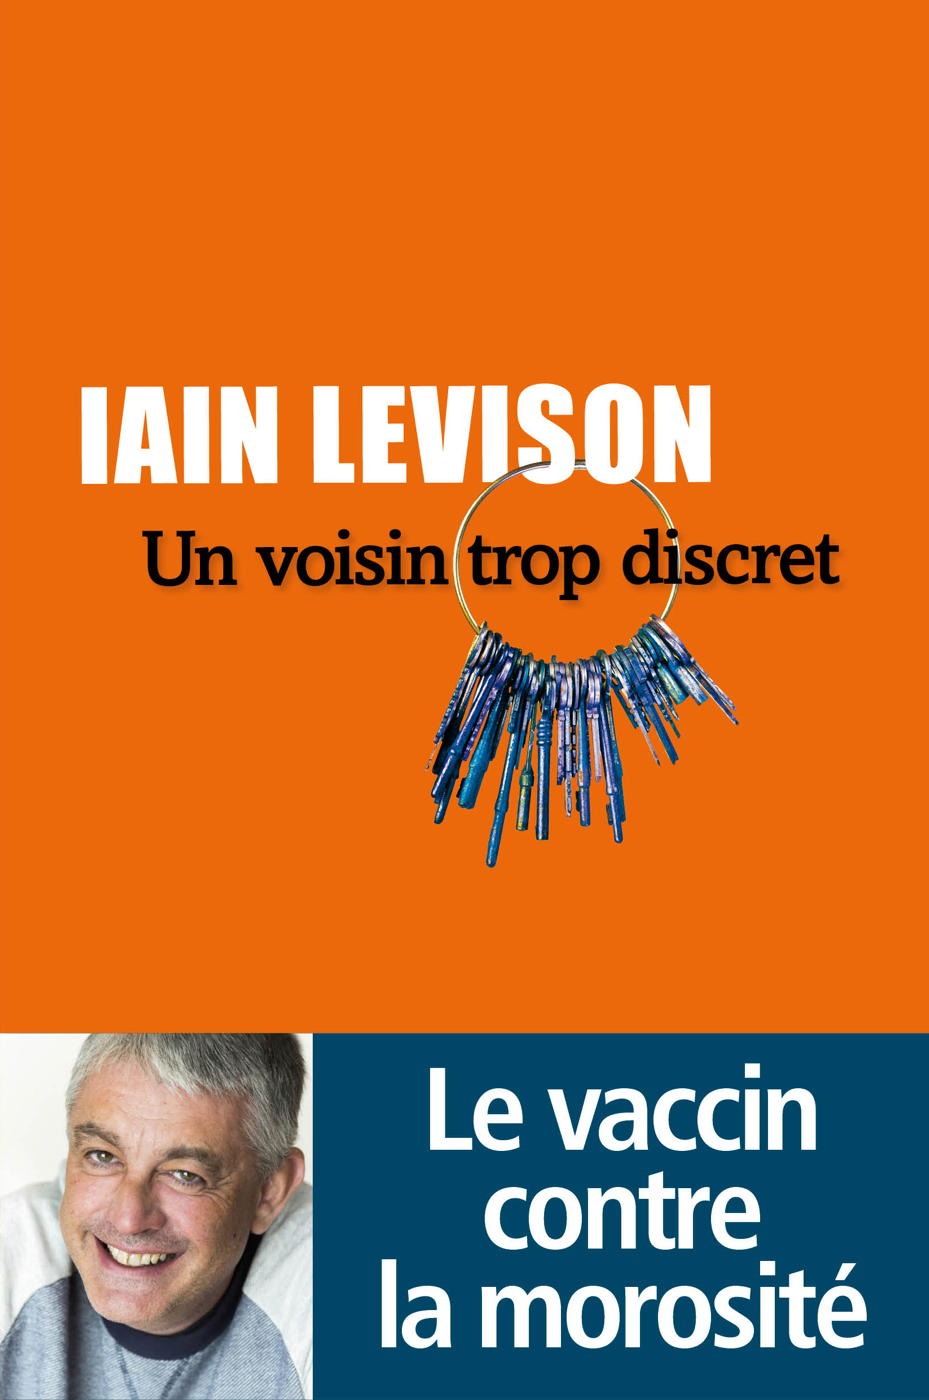 IAIN LEVISON
Un voisin trop discret
Le vaccin
contre
la morosité